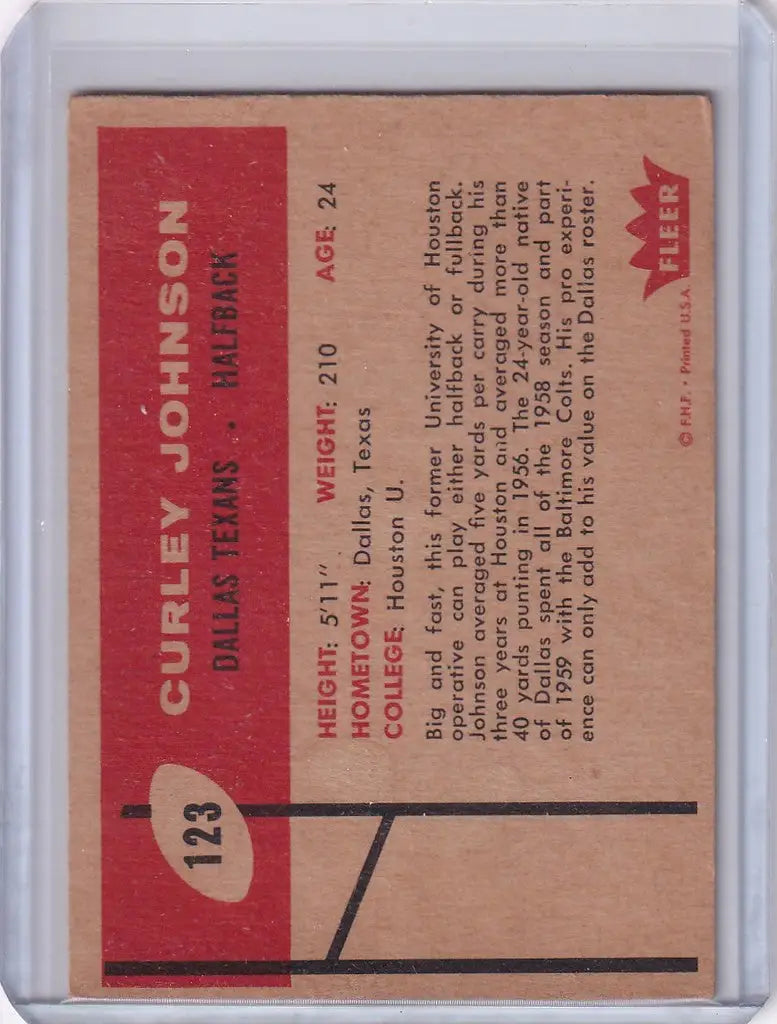 123
CURLEY JOHNSON
DALLAS TEXANS • HALFBACK
HEIGHT: 5'11" WEIGHT: 210 AGE: 24
HOMETOWN: Dallas, Texas
COLLEGE: Houston U.
Big and fast, this former University of Houston
operative can play either halfback or fullback.
Johnson averaged five yards per carry during his
three years at Houston and averaged more than
40 yards punting in 1956. The 24-year-old native
of Dallas spent all of the 1958 season and part
of 1959 with the Baltimore Colts. His pro experi-
ence can only add to his value on the Dallas roster.
© F.H.F. • Printed U.S.A.
FLEER